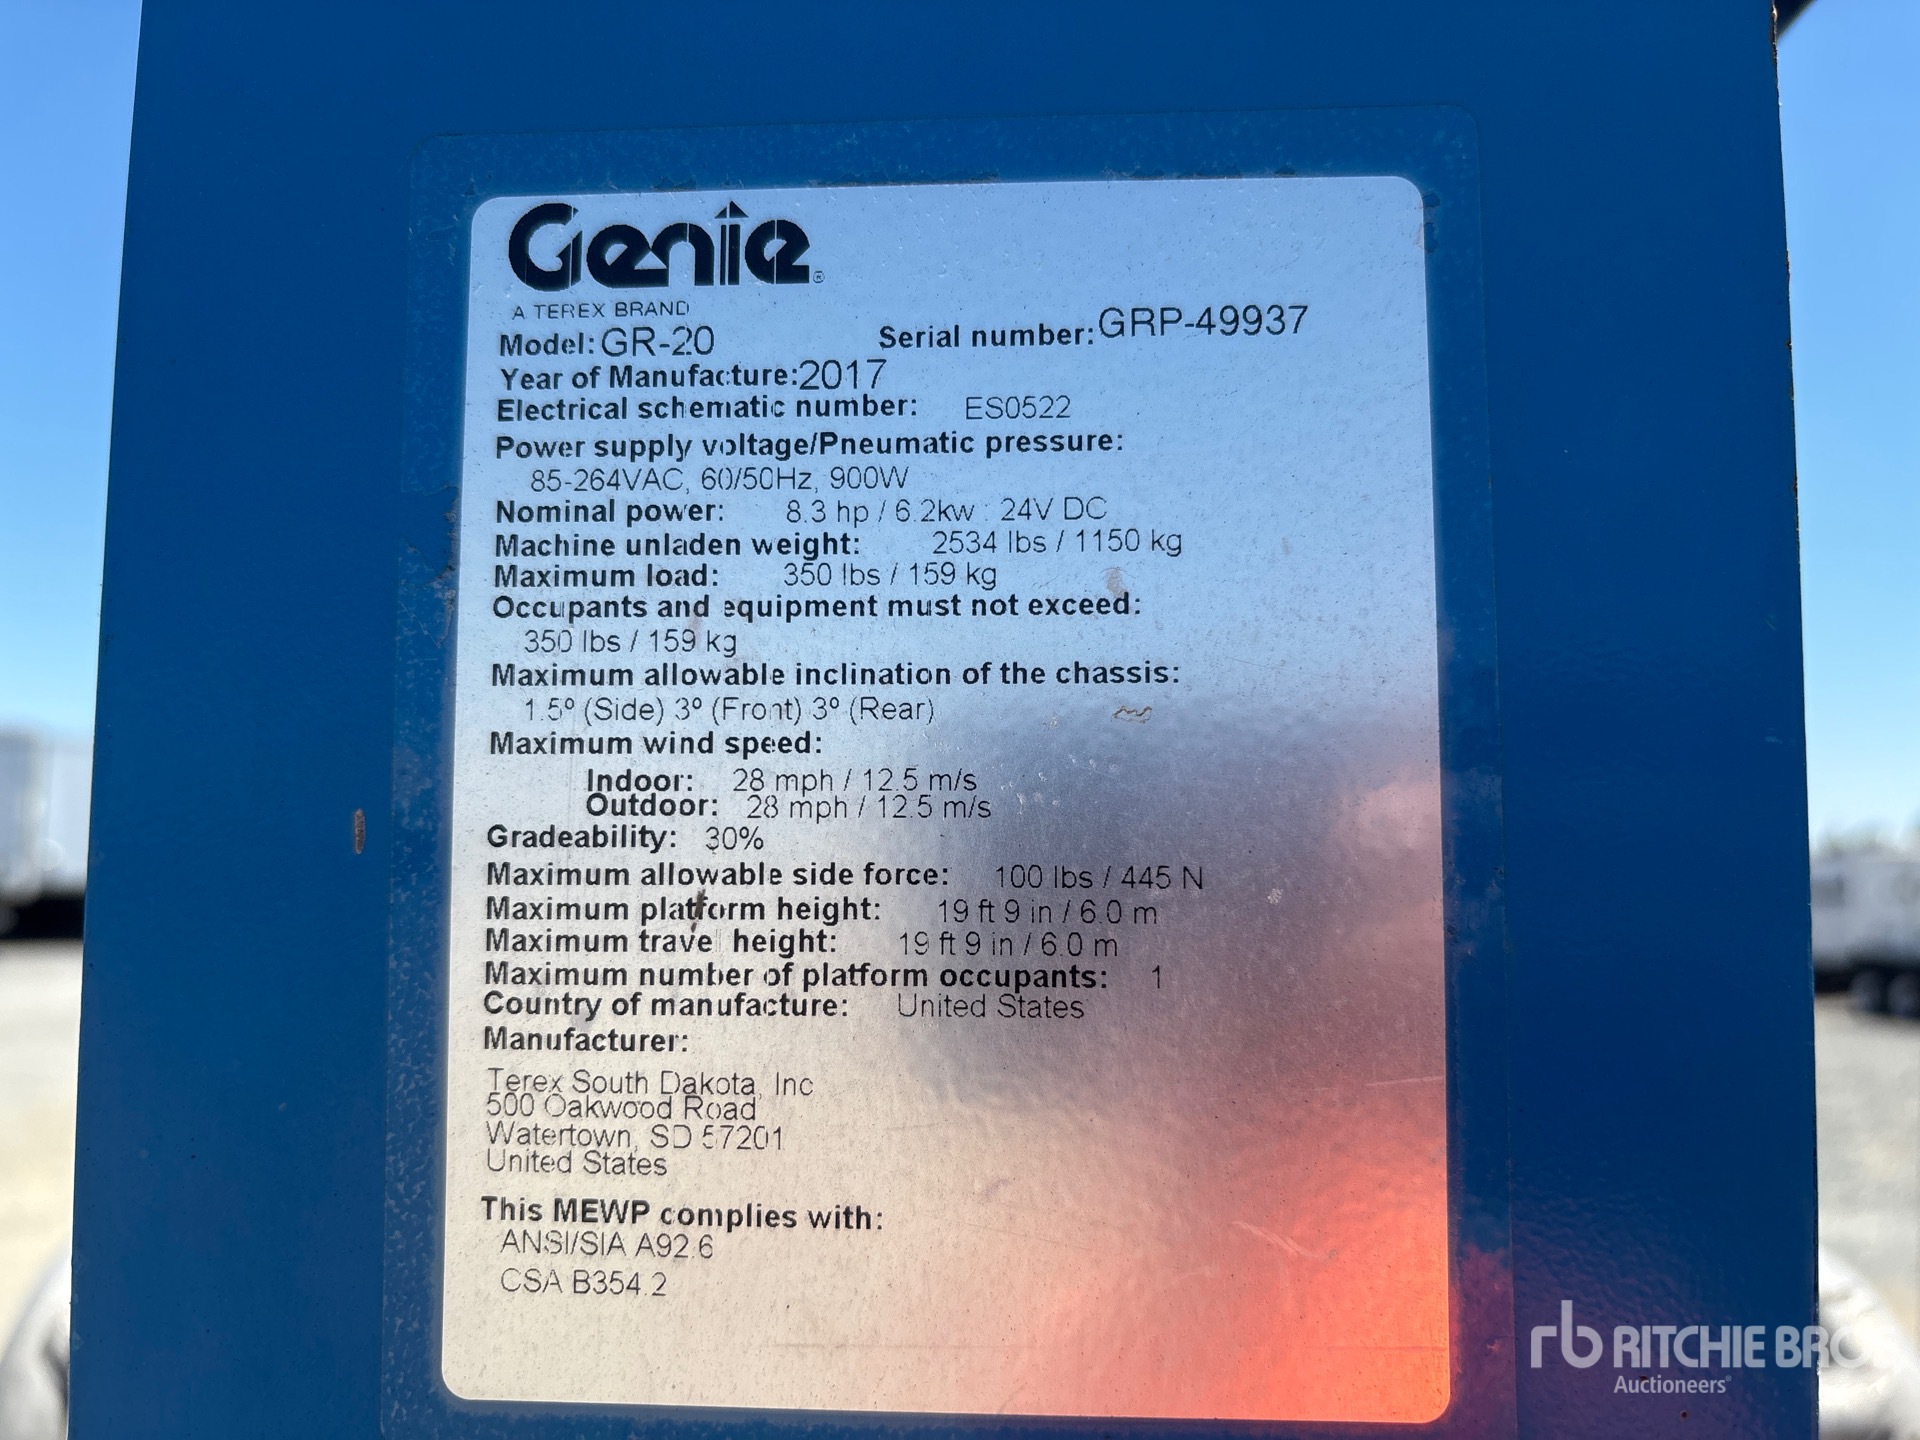 Genie®
A TEREX BRAND
Model: GR-20 Serial number: GRP-49937
Year of Manufacture: 2017
Electrical schematic number: ES0522
Power supply voltage/Pneumatic pressure:
85-264VAC, 60/50Hz, 900W
Nominal power: 8.3 hp / 6.2kw : 24V DC
Machine unladen weight: 2534 lbs / 1150 kg
Maximum load: 350 lbs / 159 kg
Occupants and equipment must not exceed:
350 lbs / 159 kg
Maximum allowable inclination of the chassis:
1.5º (Side) 3º (Front) 3º (Rear)
Maximum wind speed:
Indoor: 28 mph / 12.5 m/s
Outdoor: 28 mph / 12.5 m/s
Gradeability: 30%
Maximum allowable side force: 100 lbs / 445 N
Maximum platform height: 19 ft 9 in / 6.0 m
Maximum travel height: 19 ft 9 in / 6.0 m
Maximum number of platform occupants: 1
Country of manufacture: United States
Manufacturer:
Terex South Dakota, Inc
500 Oakwood Road
Watertown, SD 57201
United States
This MEWP complies with:
ANSI/SIA A92.6
CSA B354.2
rb RITCHIE BROS
Auctioneers®